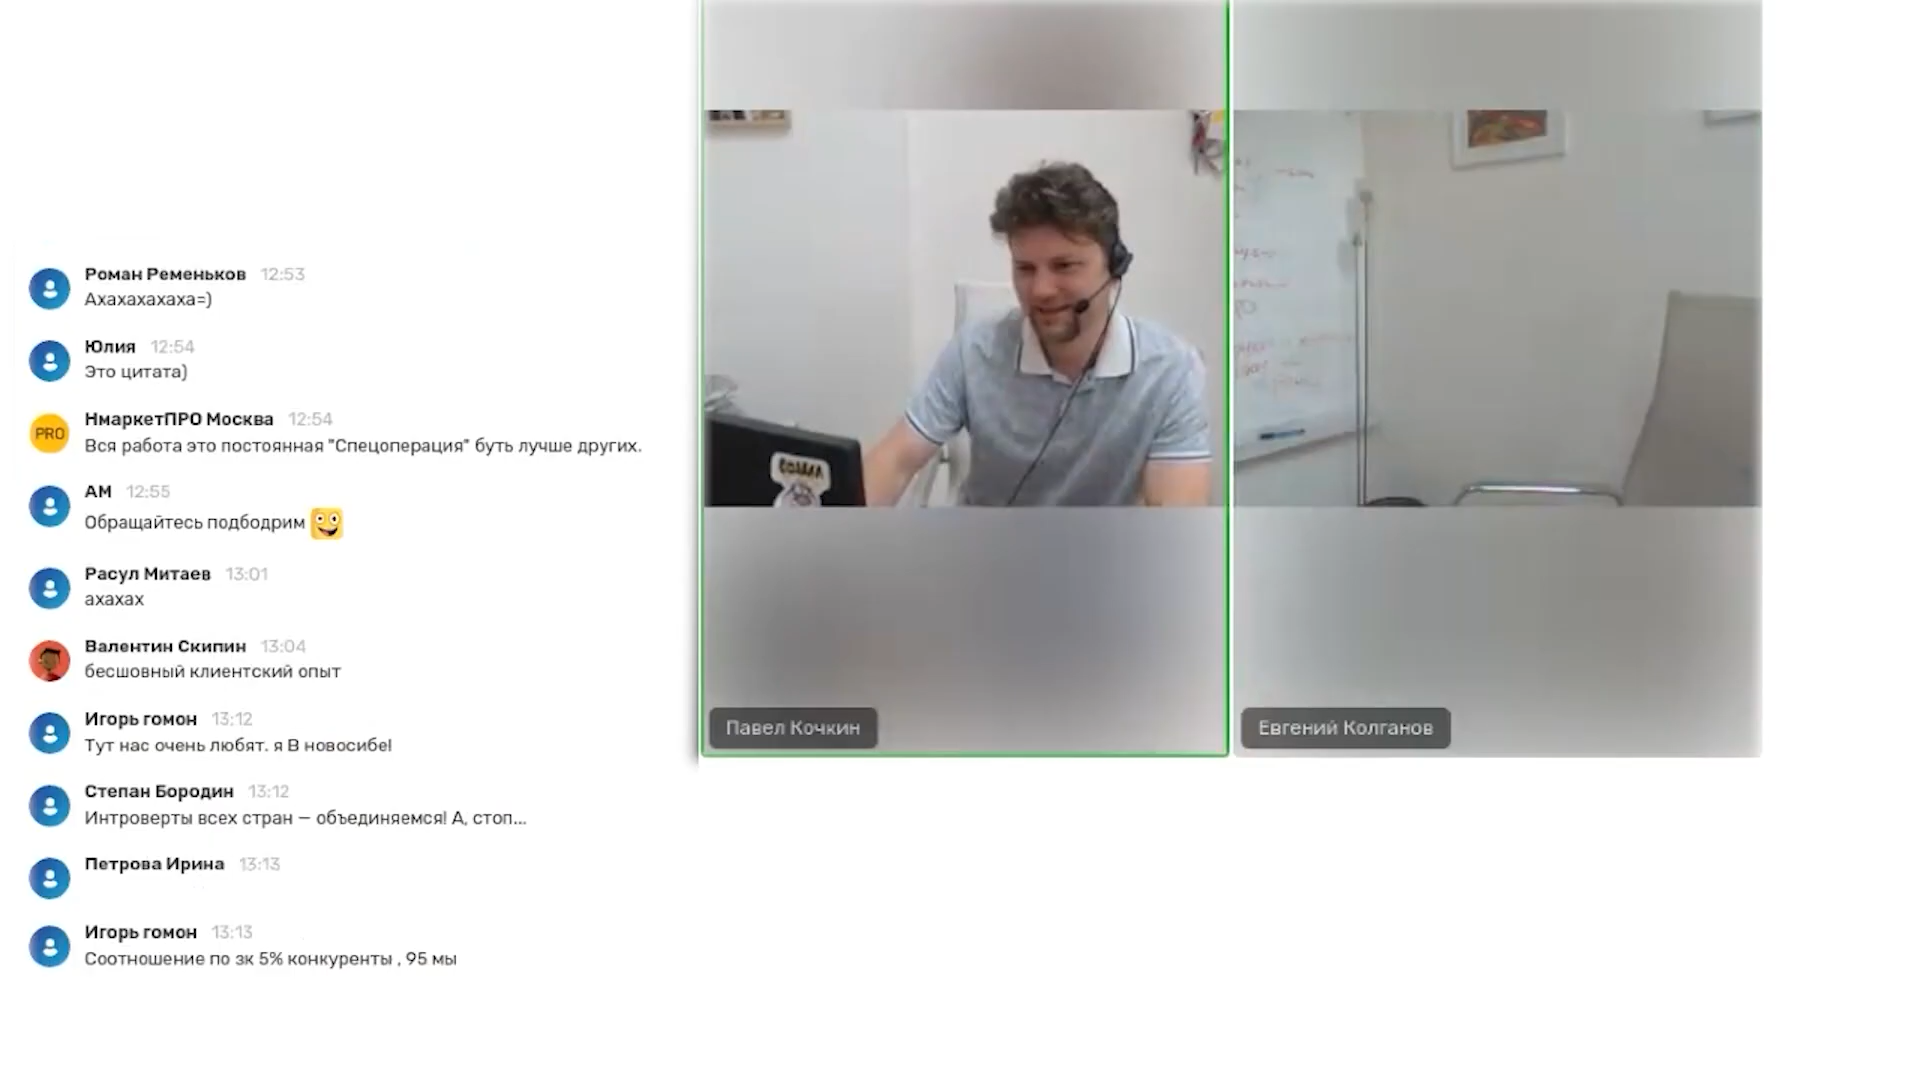 Роман Ременьков 12:53
Ахахахахаха=)
Юлия 12:54
Это цитата)
PRO
НмаркетПРО Москва 12:54
Вся работа это постоянная "Спецоперация" буть лучше других.
АМ 12:55
Обращайтесь подбодрим
Расул Митаев 13:01
ахахах
Валентин Скипин 13:04
бесшовный клиентский опыт
Игорь гомон 13:12
Тут нас очень любят. я В новосибе!
Степан Бородин 13:12
Интроверты всех стран — объединяемся! А, стоп...
Петрова Ирина 13:13
Игорь гомон 13:13
Соотношение по зк 5% конкуренты , 95 мы
Павел Кочкин
Евгений Колганов